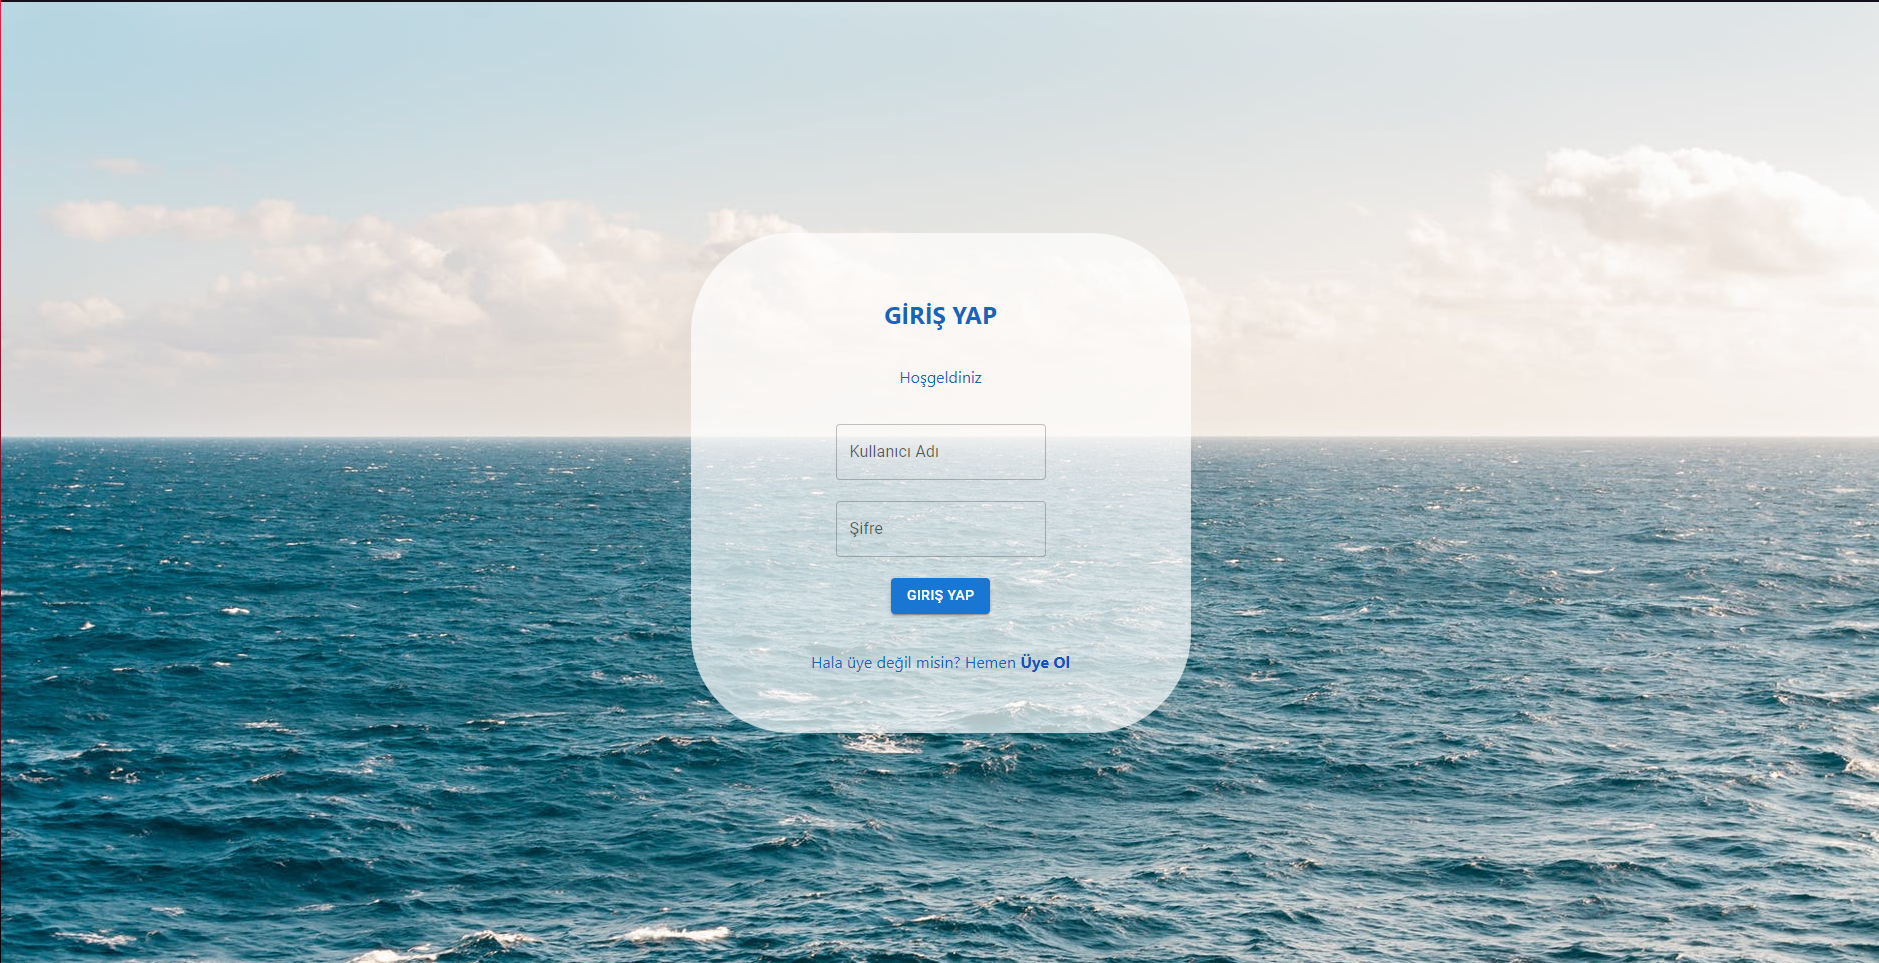 GİRİŞ YAP
Hoşgeldiniz
Kullanıcı Adı
Şifre
GIRIŞ YAP
Hala üye değil misin? Hemen Üye Ol